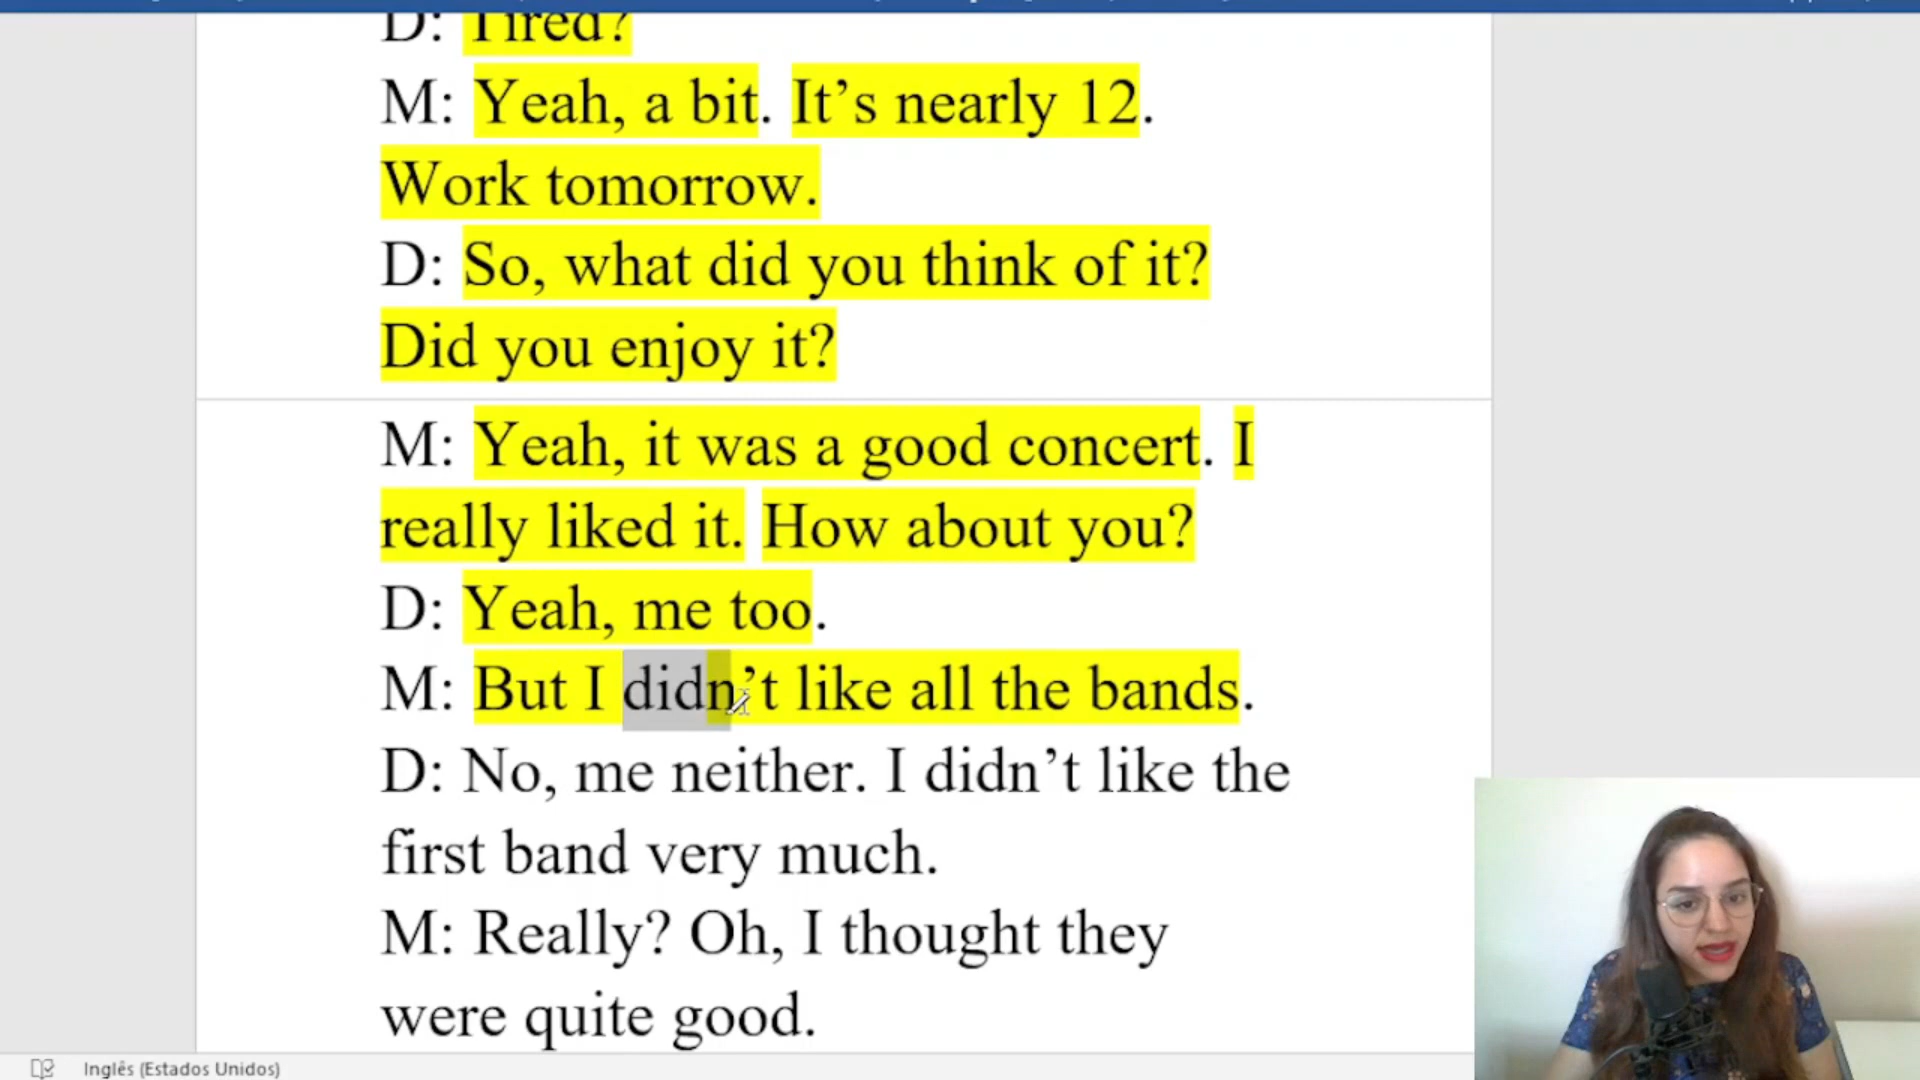 D: Tired?
M: Yeah, a bit. It’s nearly 12.
Work tomorrow.
D: So, what did you think of it?
Did you enjoy it?
M: Yeah, it was a good concert. I
really liked it. How about you?
D: Yeah, me too.
M: But I didn’t like all the bands.
D: No, me neither. I didn’t like the
first band very much.
M: Really? Oh, I thought they
were quite good.
Inglês (Estados Unidos)